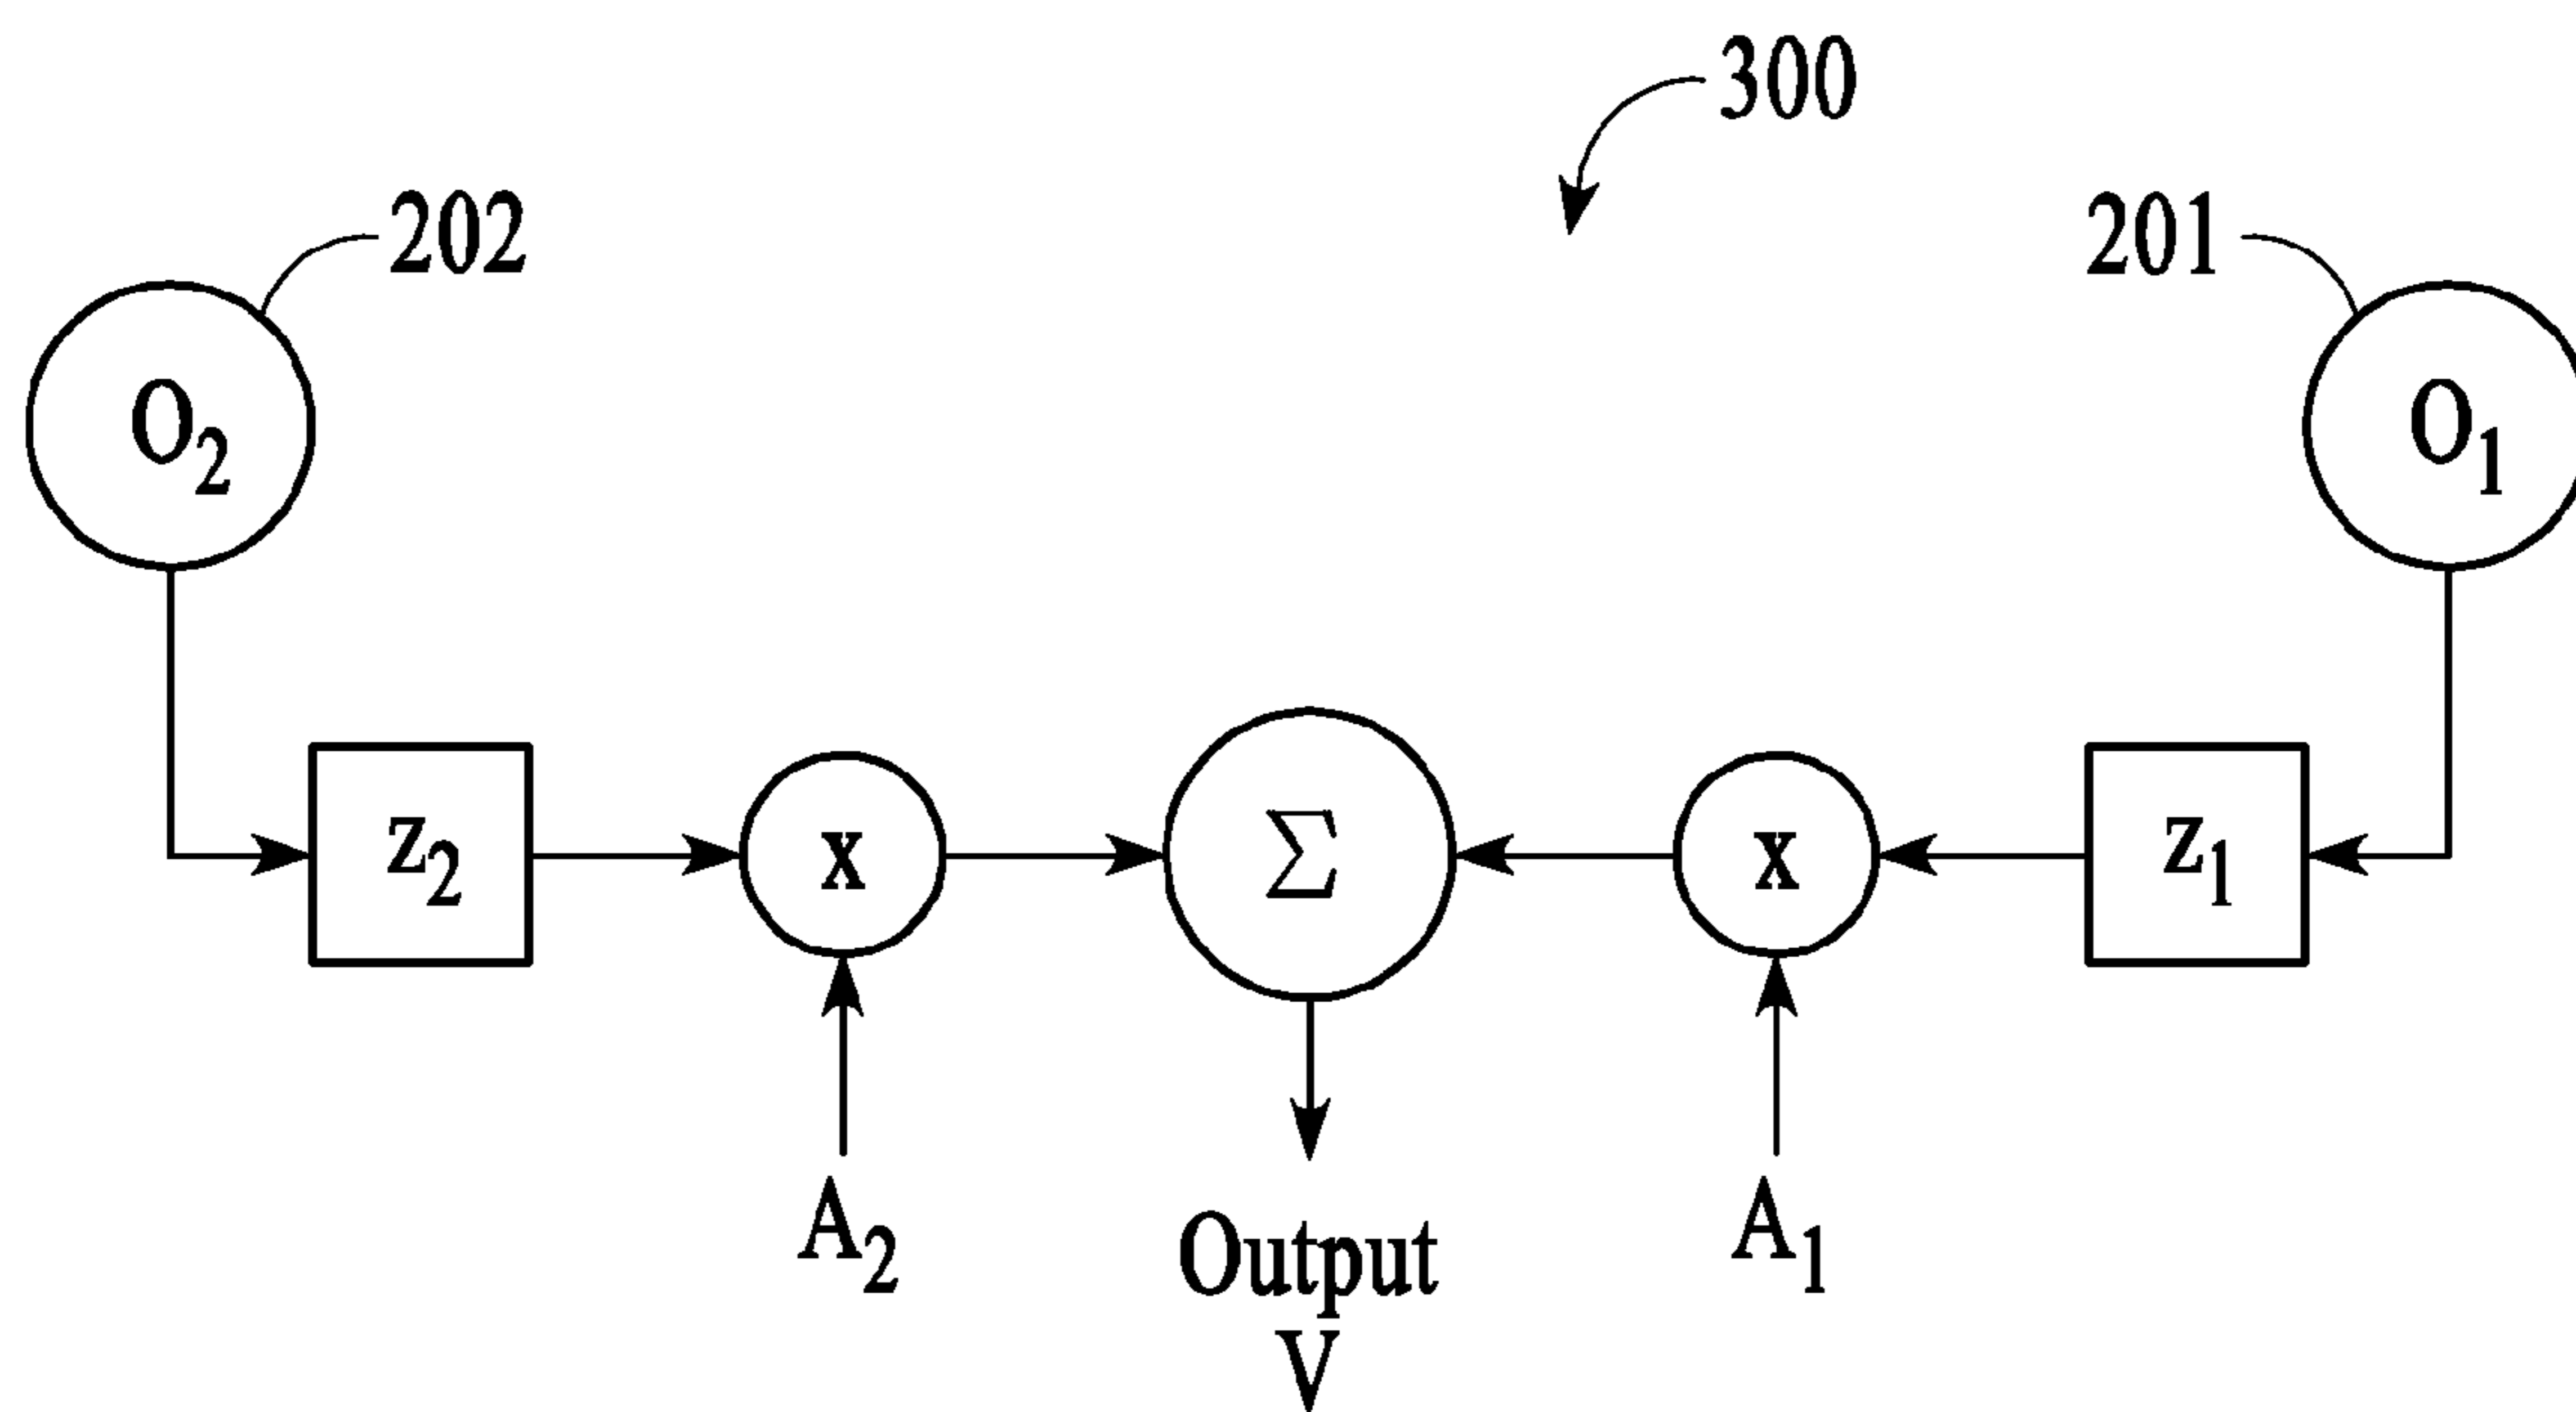 300
202
201
O₂
O₁
z₂
x
Σ
x
z₁
A₂
Output
V
A₁